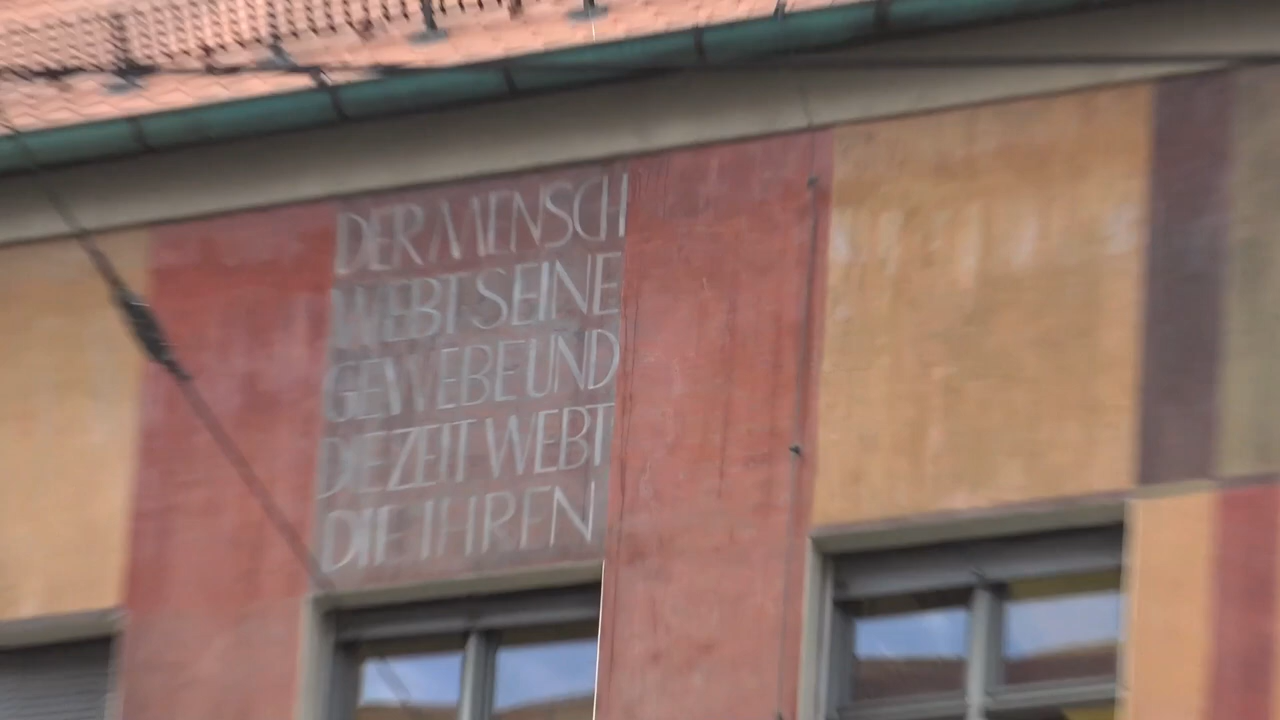 DER MENSCH
WEBT SEINE
GEWEBE UND
DIE ZEIT WEBT
DIE IHREN